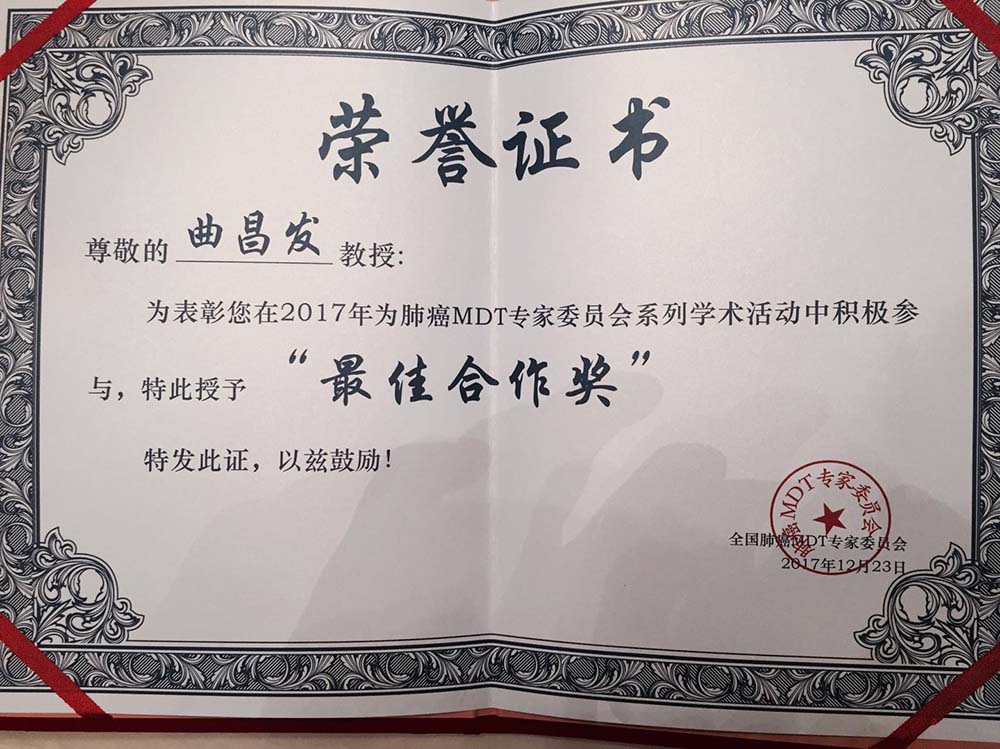 荣誉证书
尊敬的 曲昌发 教授:
为表彰您在2017年为肺癌MDT专家委员会系列学术活动中积极参
与，特此授予 “最佳合作奖”
特发此证，以兹鼓励！
肺癌MDT专家委员会
全国肺癌MDT专家委员会
2017年12月23日